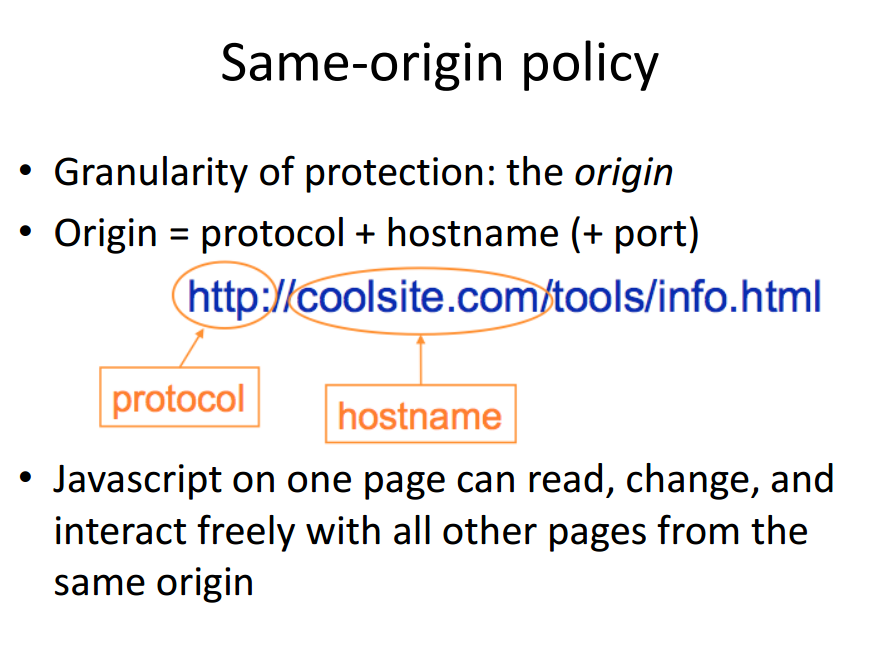 Same-origin policy
• Granularity of protection: the origin
• Origin = protocol + hostname (+ port)
http://coolsite.com/tools/info.html
protocol
hostname
• Javascript on one page can read, change, and
interact freely with all other pages from the
same origin